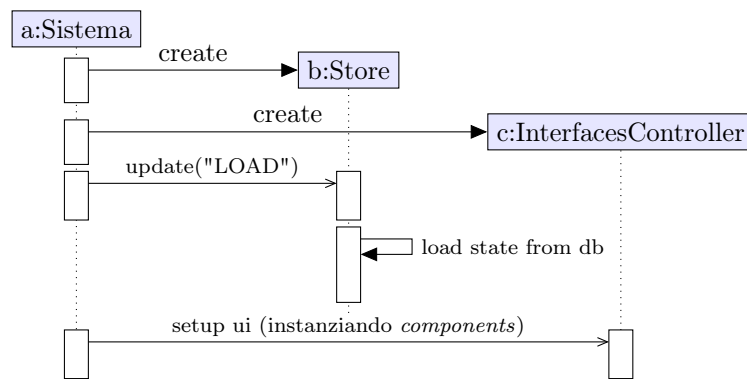 a:Sistema
create
b:Store
create
c:InterfacesController
update("LOAD")
load state from db
setup ui (instanziando components)